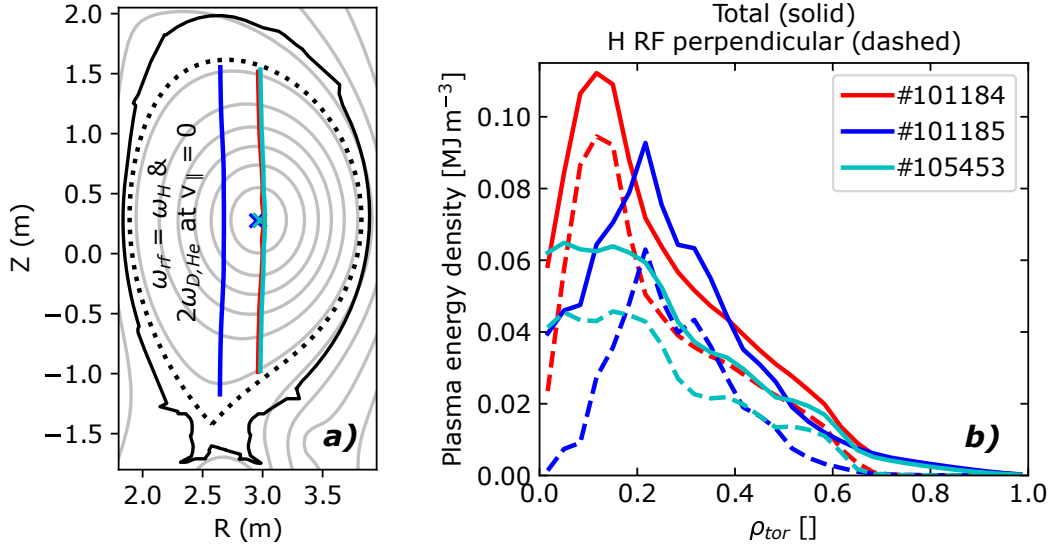 2.0
1.5
1.0
0.5
0.0
−0.5
−1.0
−1.5
Z (m)
2.0 2.5 3.0 3.5
R (m)
ω_rf = ω_H &
2ω_D,He at v_∥ = 0
a)
Total (solid)
H RF perpendicular (dashed)
#101184
#101185
#105453
0.10
0.08
0.06
0.04
0.02
0.00
Plasma energy density [MJ m⁻³]
0.0 0.2 0.4 0.6 0.8 1.0
ρ_tor []
b)